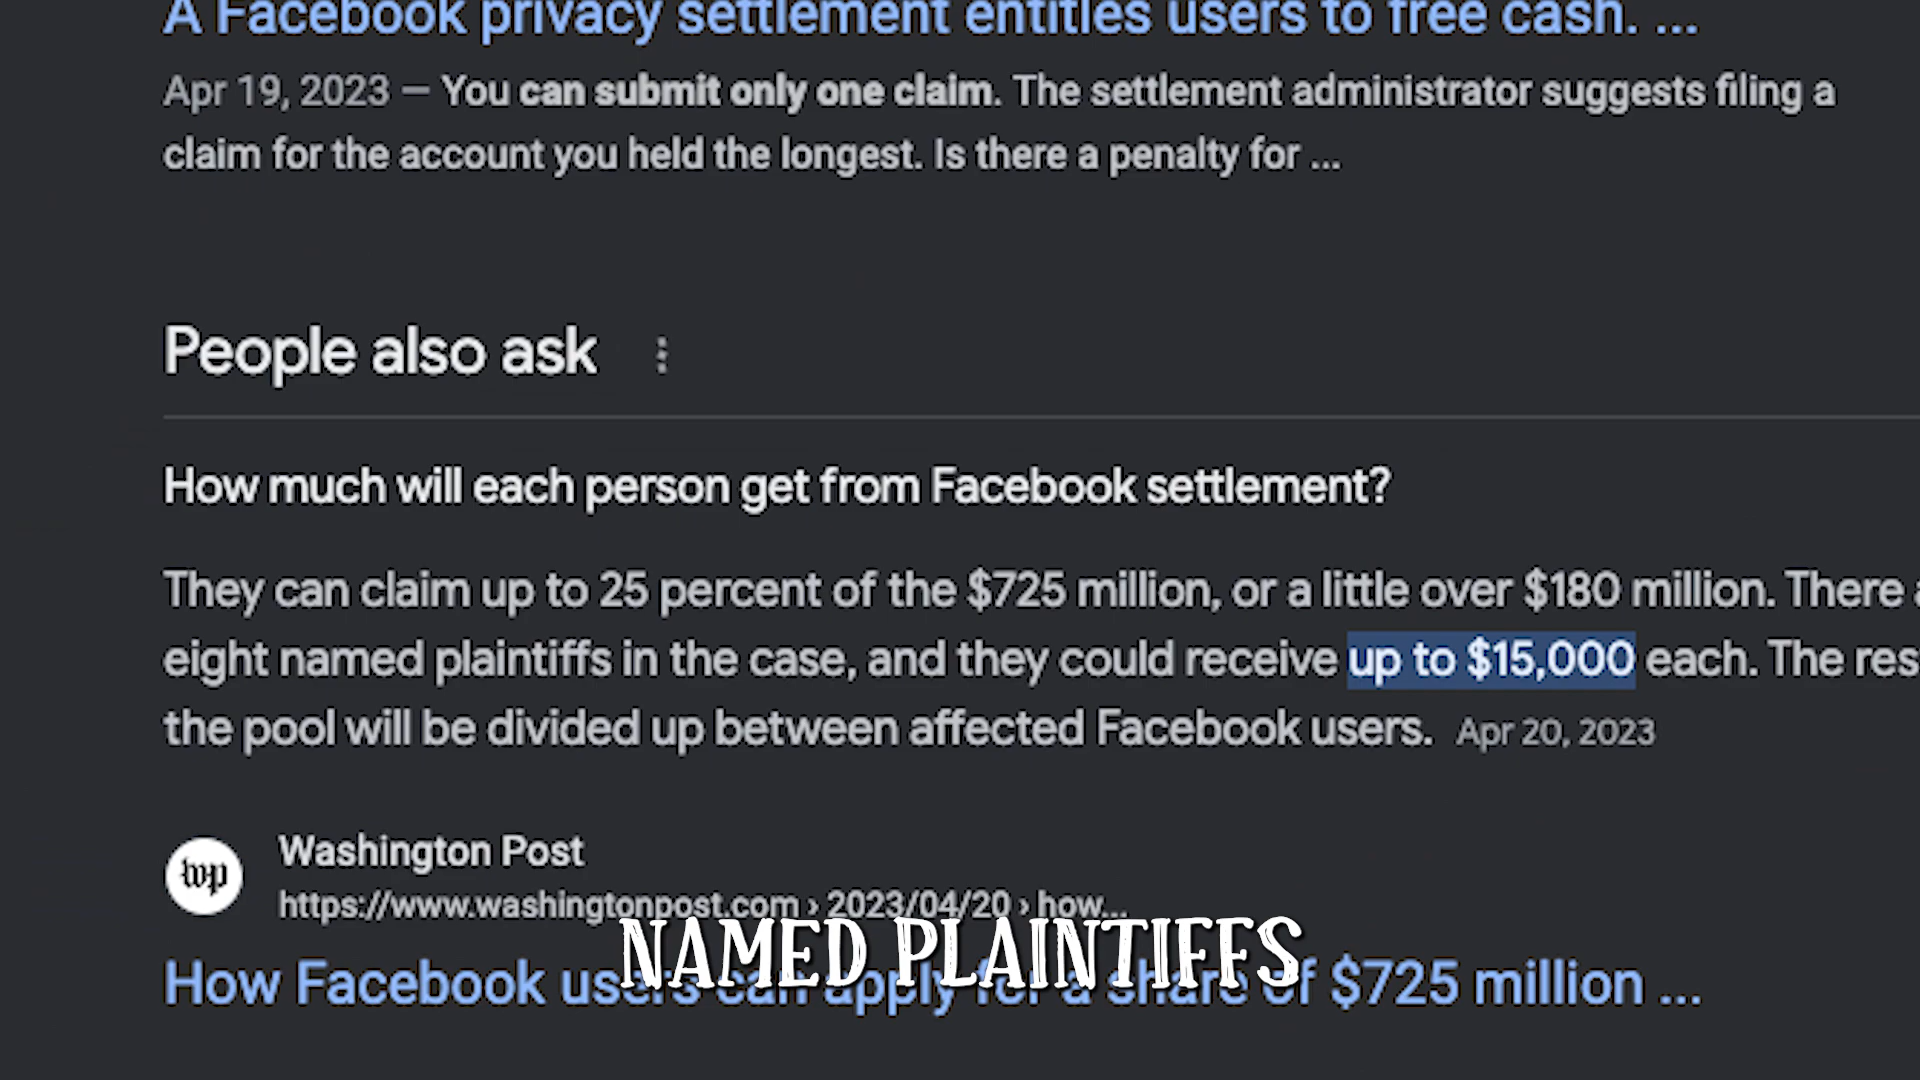 A Facebook privacy settlement entitles users to free cash. ...
Apr 19, 2023 — You can submit only one claim. The settlement administrator suggests filing a
claim for the account you held the longest. Is there a penalty for ...
People also ask
How much will each person get from Facebook settlement?
They can claim up to 25 percent of the $725 million, or a little over $180 million. There
eight named plaintiffs in the case, and they could receive up to $15,000 each. The res
the pool will be divided up between affected Facebook users. Apr 20, 2023
wp
Washington Post
https://www.washingtonpost.com › 2023/04/20 › how...
NAMED PLAINTIFFS
How Facebook users can apply for a share of $725 million ...